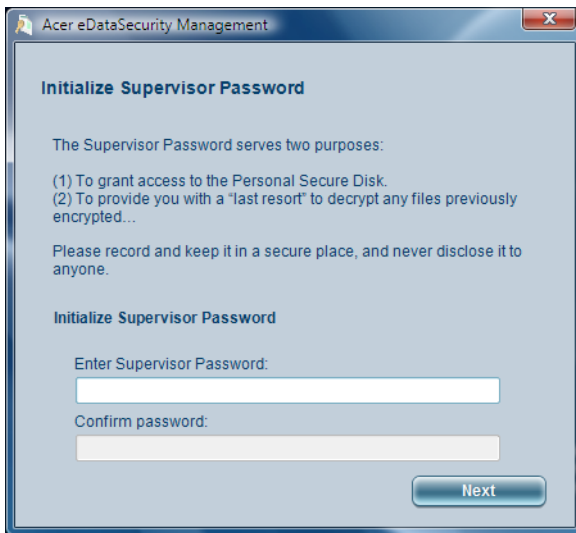 Acer eDataSecurity Management
Initialize Supervisor Password
The Supervisor Password serves two purposes:
(1) To grant access to the Personal Secure Disk.
(2) To provide you with a “last resort” to decrypt any files previously
encrypted...
Please record and keep it in a secure place, and never disclose it to
anyone.
Initialize Supervisor Password
Enter Supervisor Password:
Confirm password:
Next